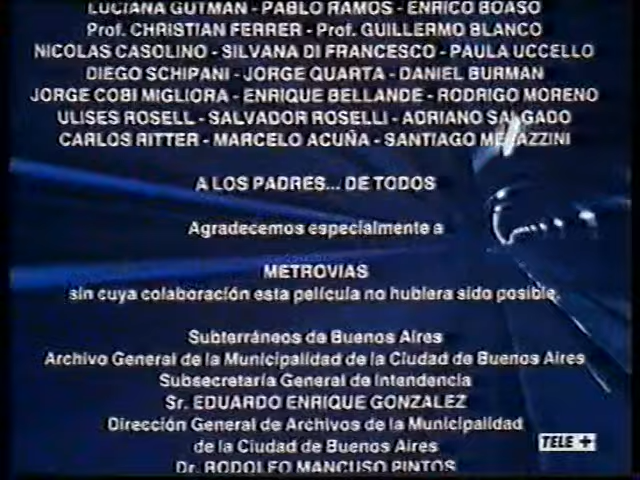 LUCIANA GUTMAN - PABLO RAMOS - ENRICO BOASO
Prof. CHRISTIAN FERRER - Prof. GUILLERMO BLANCO
NICOLAS CASOLINO - SILVANA DI FRANCESCO - PAULA UCCELLO
DIEGO SCHIPANI - JORGE QUARTA - DANIEL BURMAN
JORGE COBI MIGLIORA - ENRIQUE BELLANDE - RODRIGO MORENO
ULISES ROSELL - SALVADOR ROSELLI - ADRIANO SALGADO
CARLOS RITTER - MARCELO ACUÑA - SANTIAGO
A LOS PADRES... DE TODOS
Agradecemos especialmente a
METROVIAS
sin cuya colaboración esta película no hubiera sido posible.
Subterráneos de Buenos Aires
Archivo General de la Municipalidad de la Ciudad de Buenos Aires
Subsecretaría General de Intendencia
Sr. EDUARDO ENRIQUE GONZALEZ
Dirección General de Archivos de la Municipalidad
de la Ciudad de Buenos Aires
TELE +
Dr. RODOLFO MANCUSO PINTOS